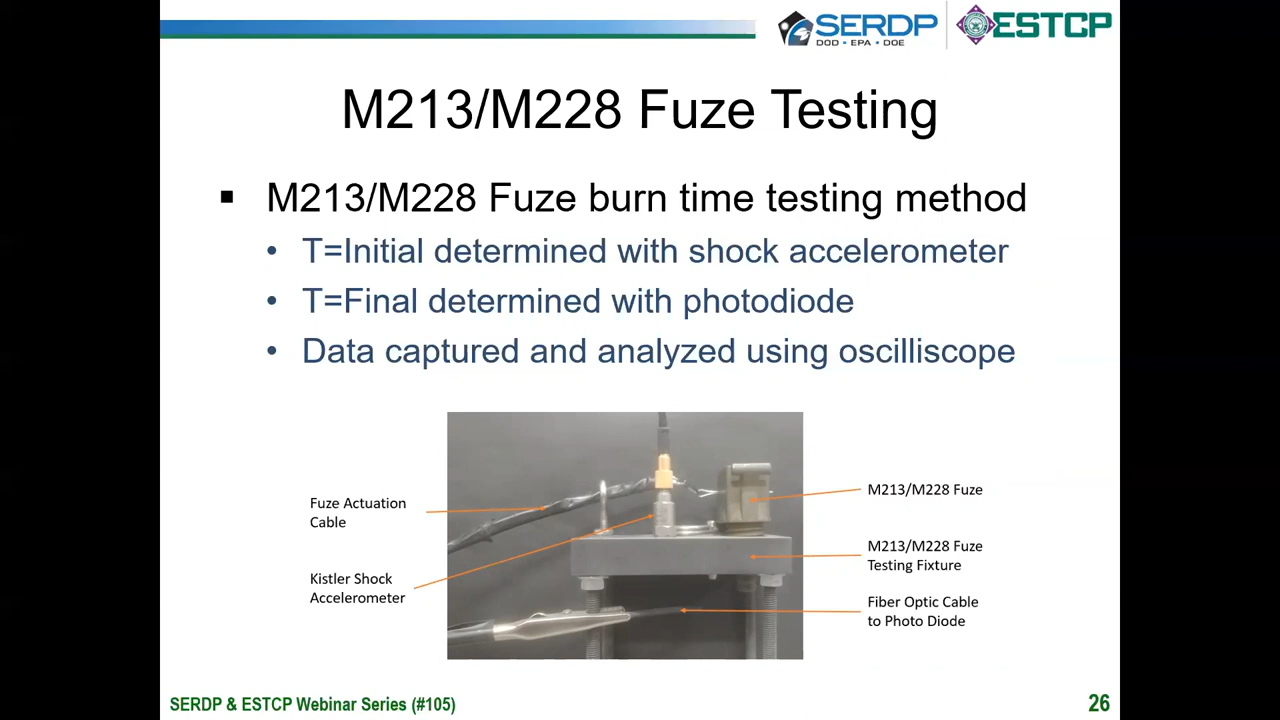 SERDP
DOD • EPA • DOE
ESTCP
M213/M228 Fuze Testing
▪ M213/M228 Fuze burn time testing method
• T=Initial determined with shock accelerometer
• T=Final determined with photodiode
• Data captured and analyzed using oscilliscope
Fuze Actuation
Cable
Kistler Shock
Accelerometer
M213/M228 Fuze
M213/M228 Fuze
Testing Fixture
Fiber Optic Cable
to Photo Diode
SERDP & ESTCP Webinar Series (#105)
26